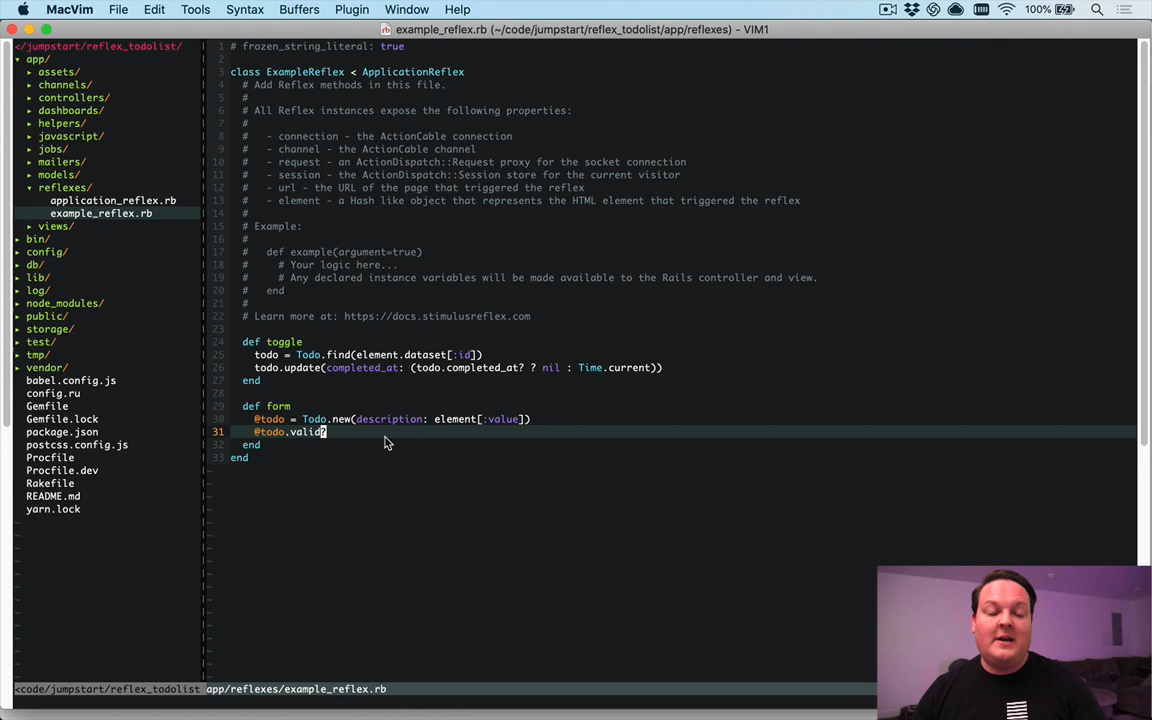 MacVim File Edit Tools Syntax Buffers Plugin Window Help 100%
example_reflex.rb (~/code/jumpstart/reflex_todolist/app/reflexes) - VIM1
</jumpstart/reflex_todolist/
▾ app/
▸ assets/
▸ channels/
▸ controllers/
▸ dashboards/
▸ helpers/
▸ javascript/
▸ jobs/
▸ mailers/
▸ models/
▾ reflexes/
application_reflex.rb
example_reflex.rb
▸ views/
▸ bin/
▸ config/
▸ db/
▸ lib/
▸ log/
▸ node_modules/
▸ public/
▸ storage/
▸ test/
▸ tmp/
▸ vendor/
babel.config.js
config.ru
Gemfile
Gemfile.lock
package.json
postcss.config.js
Procfile
Procfile.dev
Rakefile
README.md
yarn.lock
1 # frozen_string_literal: true
2
3 class ExampleReflex < ApplicationReflex
4 # Add Reflex methods in this file.
5 #
6 # All Reflex instances expose the following properties:
7 #
8 # - connection - the ActionCable connection
9 # - channel - the ActionCable channel
10 # - request - an ActionDispatch::Request proxy for the socket connection
11 # - session - the ActionDispatch::Session store for the current visitor
12 # - url - the URL of the page that triggered the reflex
13 # - element - a Hash like object that represents the HTML element that triggered the reflex
14 #
15 # Example:
16 #
17 # def example(argument=true)
18 # # Your logic here...
19 # # Any declared instance variables will be made available to the Rails controller and view.
20 # end
21 #
22 # Learn more at: https://docs.stimulusreflex.com
23
24 def toggle
25 todo = Todo.find(element.dataset[:id])
26 todo.update(completed_at: (todo.completed_at? ? nil : Time.current))
27 end
28
29 def form
30 @todo = Todo.new(description: element[:value])
31 @todo.valid?
32 end
33 end
<code/jumpstart/reflex_todolist app/reflexes/example_reflex.rb